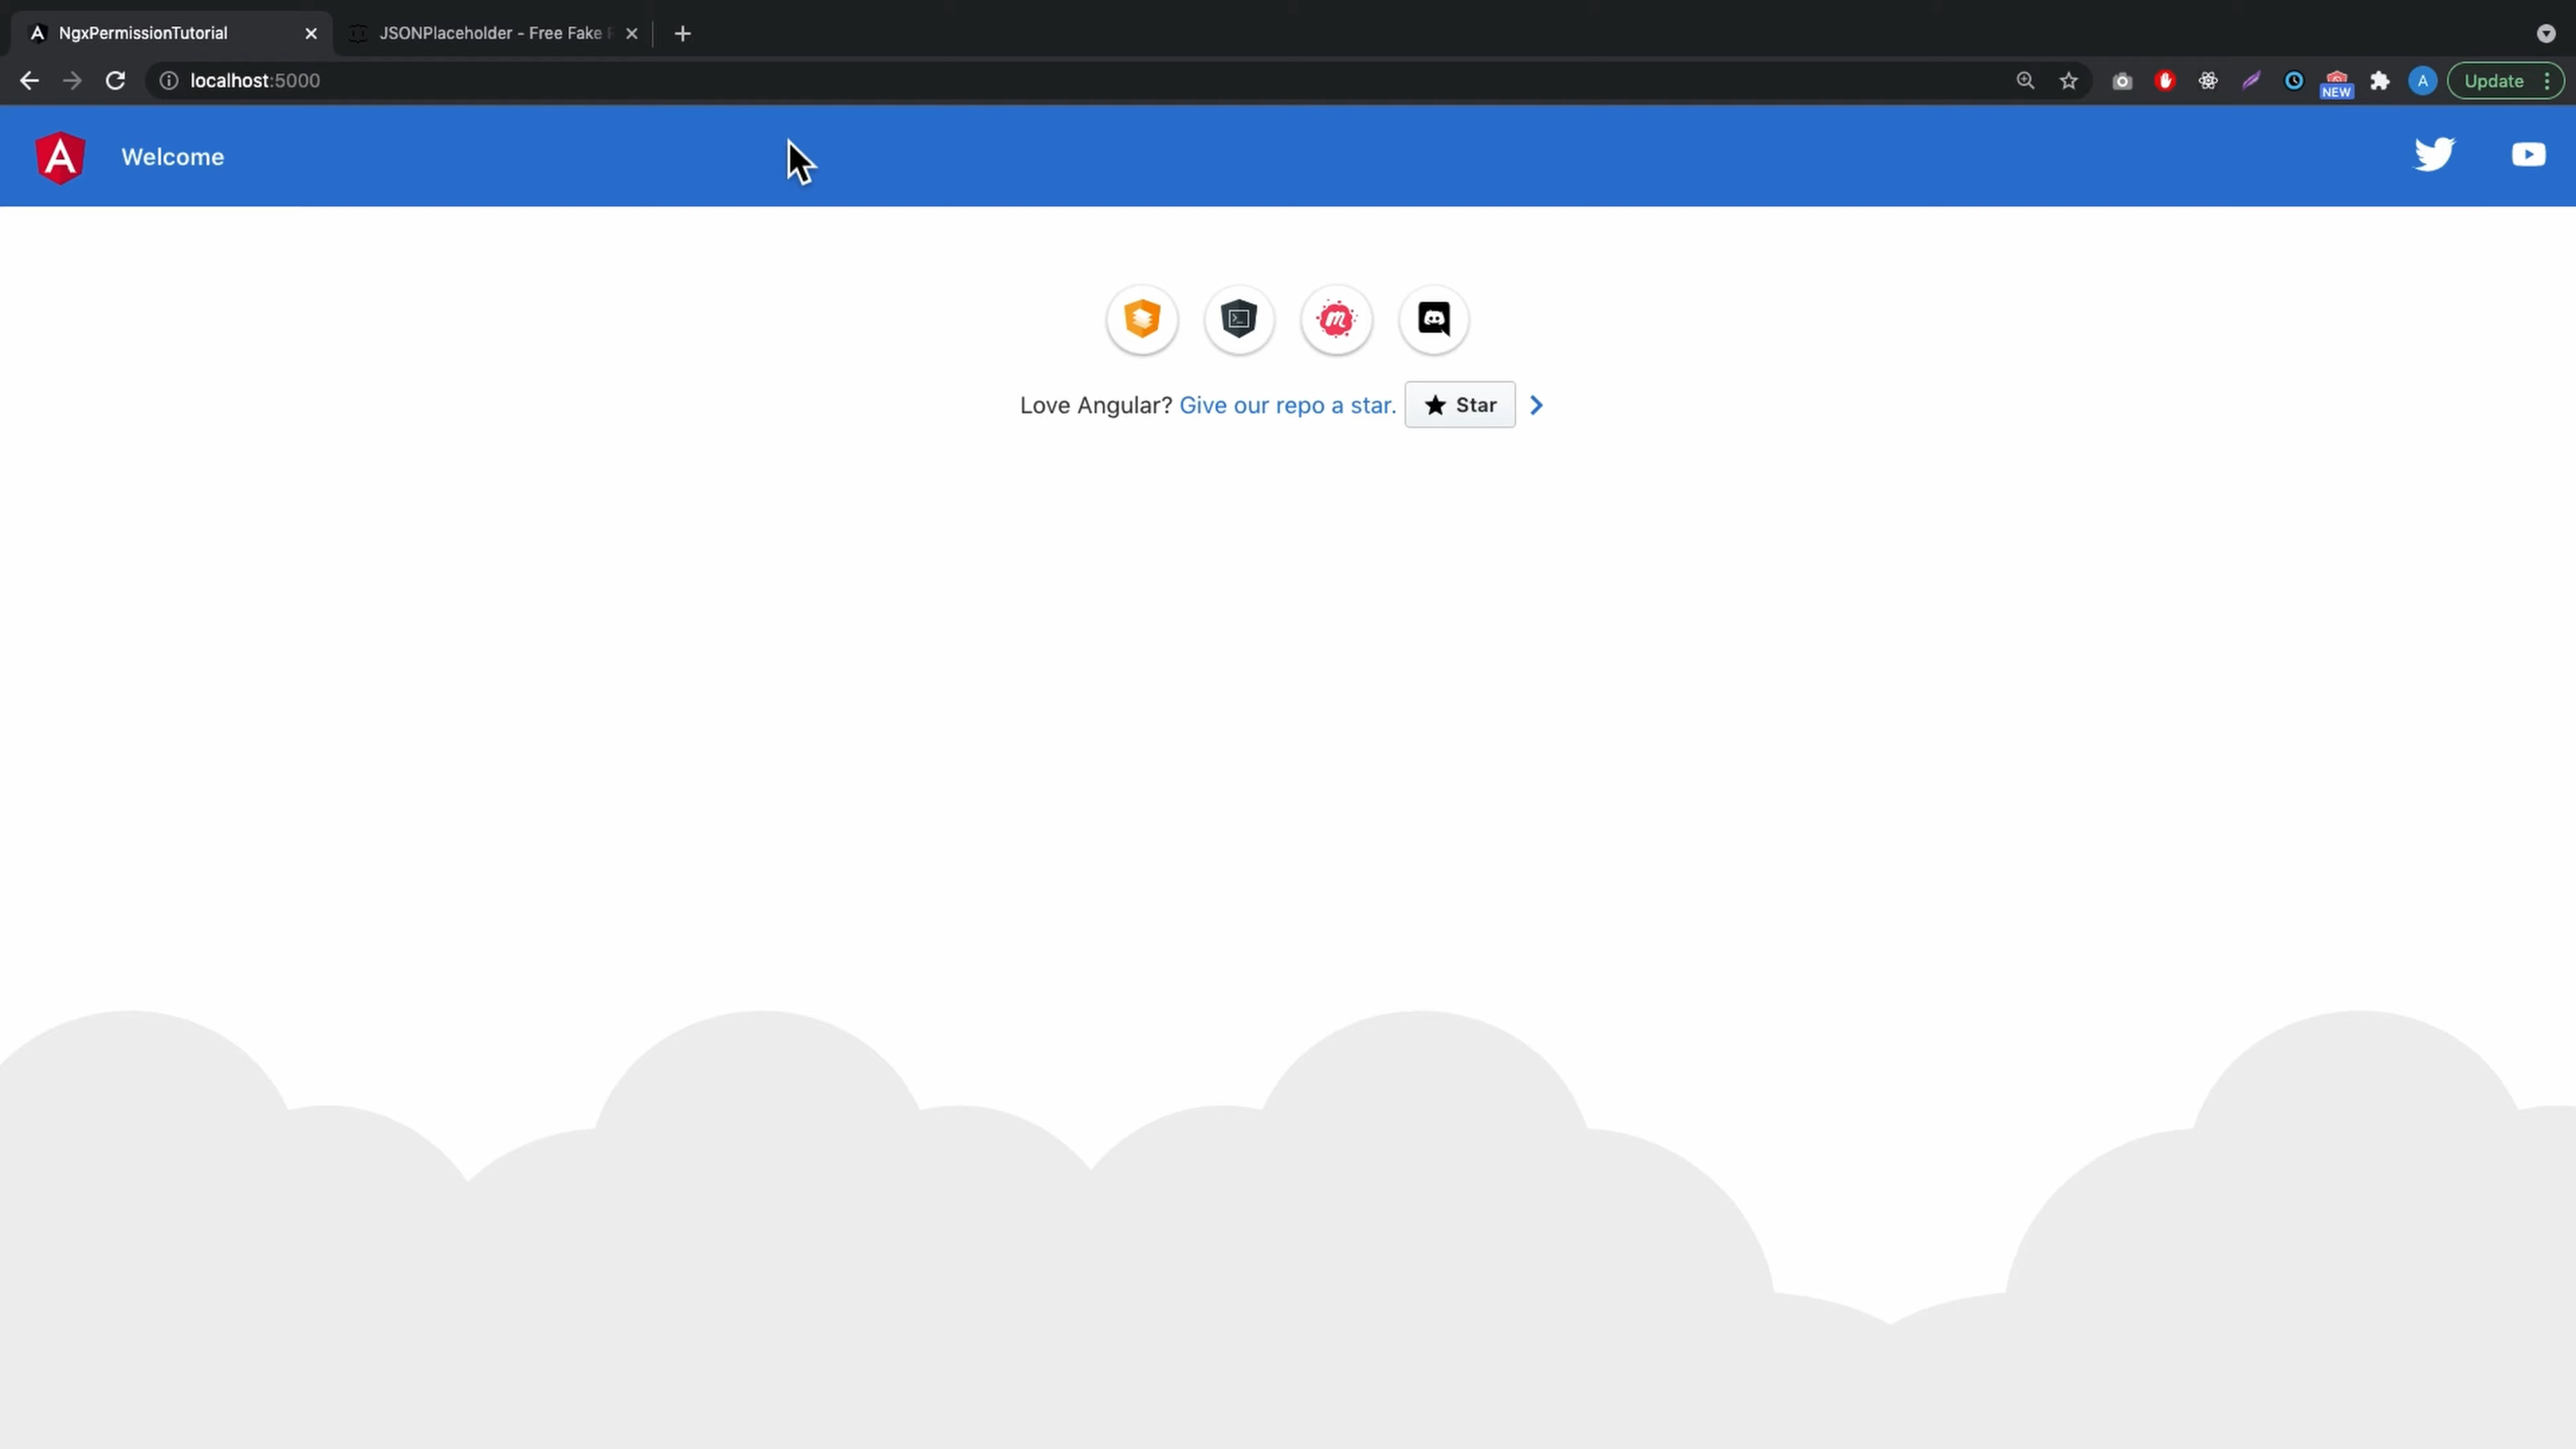 NgxPermissionTutorial
JSONPlaceholder - Free Fake
localhost:5000
NEW
A
Update
Welcome
Love Angular? Give our repo a star. Star